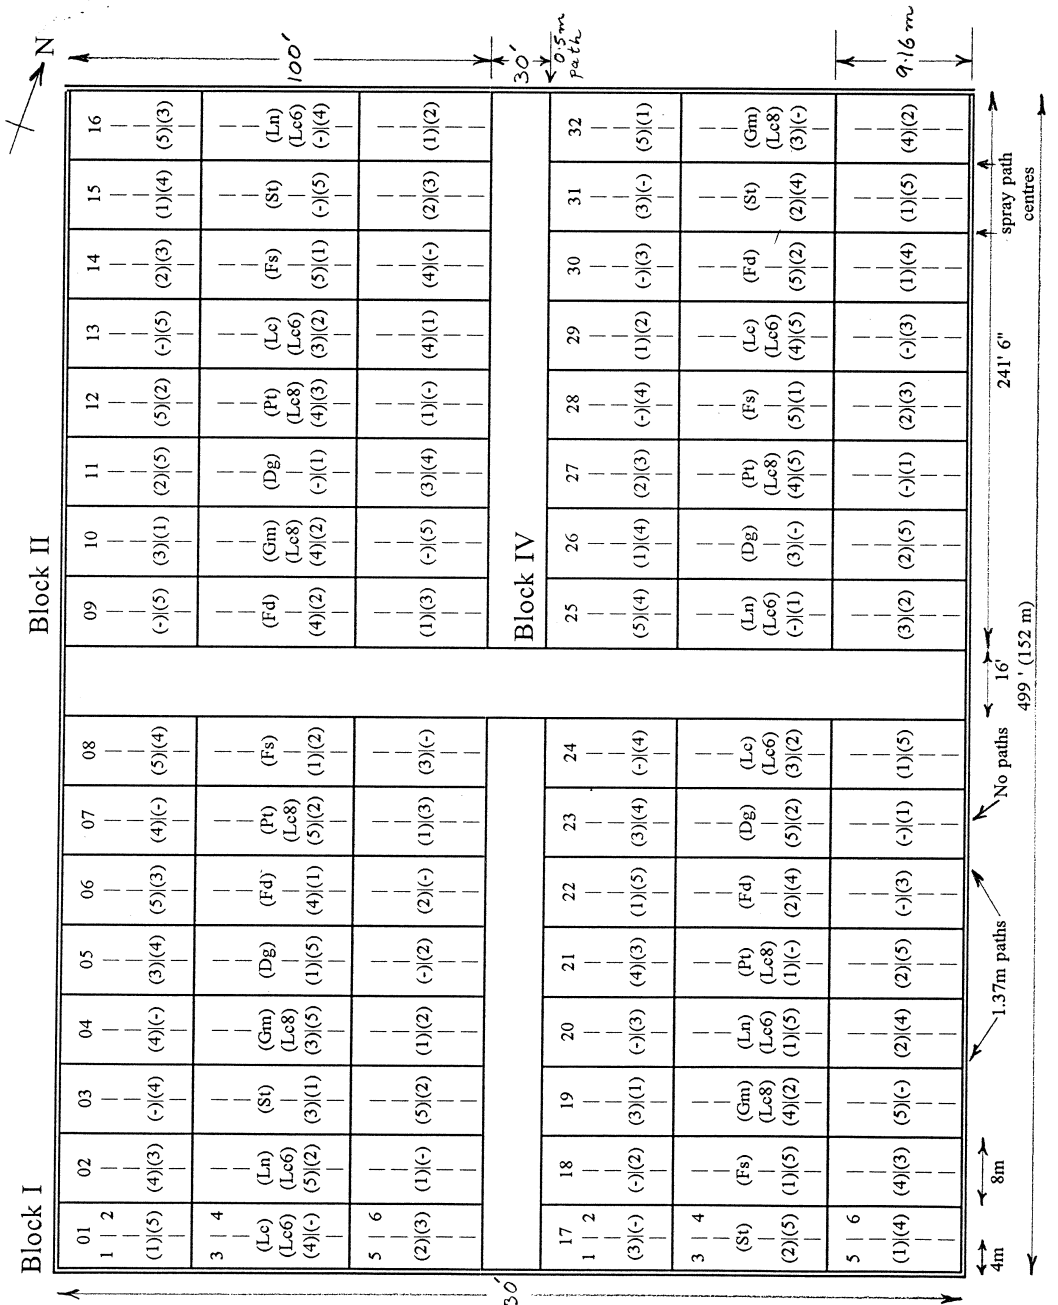 N
Block I
Block II
01 02 03 04 05 06 07 08
1 2
(1)(5) (4)(3) (-)(4) (4)(-) (3)(4) (5)(3) (4)(-) (5)(4)
3 4
(Lc) (Ln) (St) (Gm) (Dg) (Fd) (Pt) (Fs)
(Lc6) (Lc6) (Lc8) (Lc8)
(4)(-) (5)(2) (3)(1) (3)(5) (1)(5) (4)(1) (5)(2) (1)(2)
5 6
(2)(3) (1)(-) (5)(2) (1)(2) (-)(2) (2)(-) (1)(3) (3)(-)
09 10 11 12 13 14 15 16
(-)(5) (3)(1) (2)(5) (5)(2) (-)(5) (2)(3) (1)(4) (5)(3)
(Fd) (Gm) (Dg) (Pt) (Lc) (Fs) (St) (Ln)
(Lc8) (Lc8) (Lc6) (Lc6)
(4)(2) (4)(2) (-)(1) (4)(3) (3)(2) (5)(1) (-)(5) (-)(4)
(1)(3) (-)(5) (3)(4) (1)(-) (4)(1) (4)(-) (2)(3) (1)(2)
100'
30'
0.5m
path
17 18 19 20 21 22 23 24
1 2
(3)(-) (-)(2) (3)(1) (-)(3) (4)(3) (1)(5) (3)(4) (-)(4)
3 4
(St) (Fs) (Gm) (Ln) (Pt) (Fd) (Dg) (Lc)
(Lc8) (Lc6) (Lc8) (Lc6)
(2)(5) (1)(5) (4)(2) (1)(5) (1)(-) (2)(4) (5)(2) (3)(2)
5 6
(1)(4) (4)(3) (5)(-) (2)(4) (2)(5) (-)(3) (-)(1) (1)(5)
Block IV
25 26 27 28 29 30 31 32
(5)(4) (1)(4) (2)(3) (-)(4) (1)(2) (-)(3) (3)(-) (5)(1)
(Ln) (Dg) (Pt) (Fs) (Lc) (Fd) (St) (Gm)
(Lc6) (Lc8) (Lc6) (Lc8)
(-)(1) (3)(-) (4)(5) (5)(1) (4)(5) (5)(2) (2)(4) (3)(-)
(3)(2) (2)(5) (-)(1) (2)(3) (-)(3) (1)(4) (1)(5) (4)(2)
9.16 m
4m
8m
1.37m paths
No paths
16'
241' 6"
spray path
centres
499 ' (152 m)